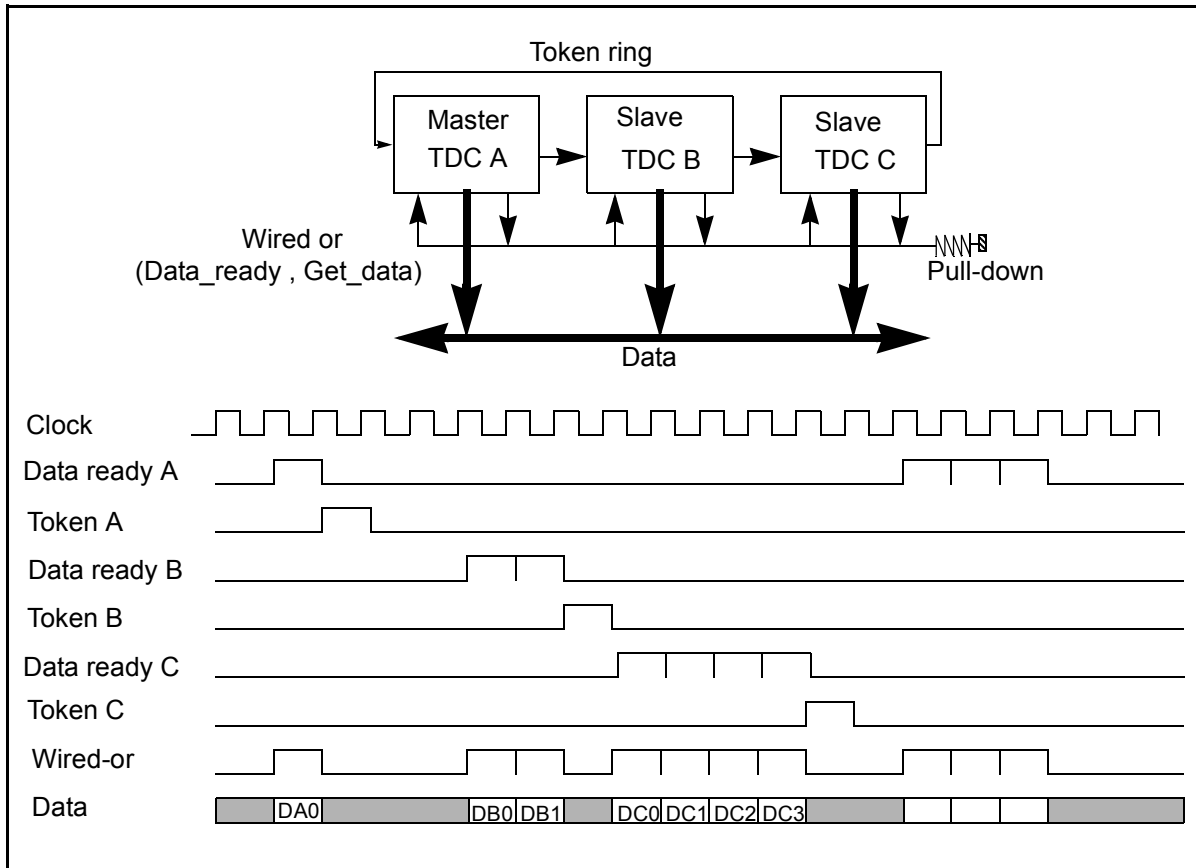 Token ring
Master
TDC A
Slave
TDC B
Slave
TDC C
Wired or
(Data_ready , Get_data)
Pull-down
Data
Clock
Data ready A
Token A
Data ready B
Token B
Data ready C
Token C
Wired-or
Data
DA0 DB0 DB1 DC0 DC1 DC2 DC3